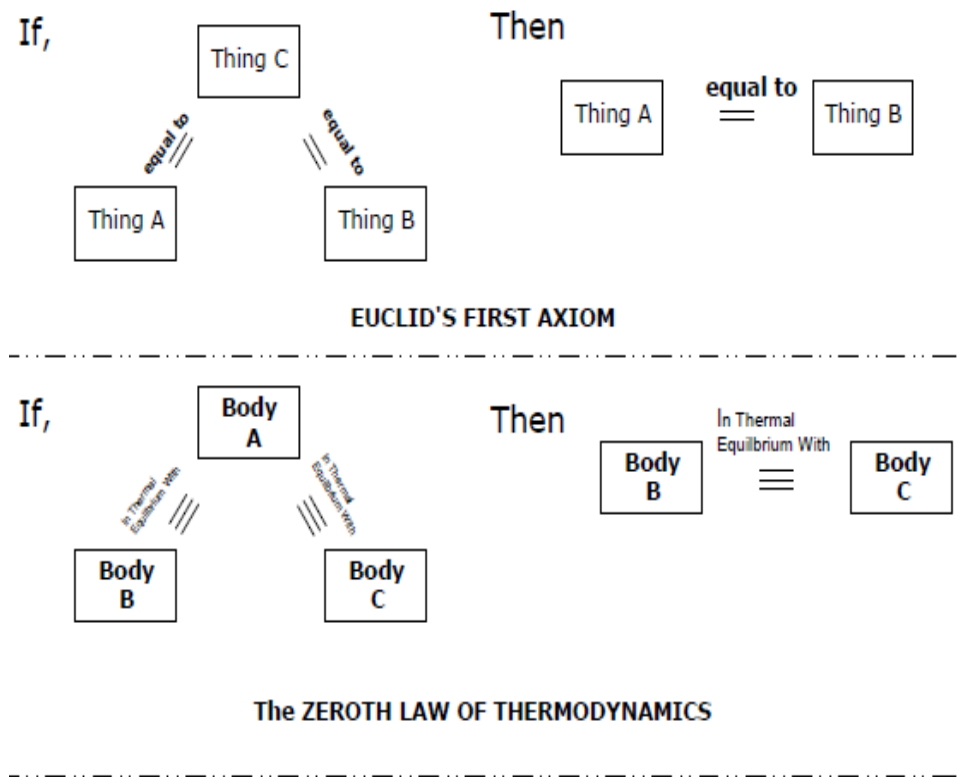 If,
Thing C
equal to
equal to
Thing A
Thing B
Then
Thing A
equal to
Thing B
EUCLID'S FIRST AXIOM
If,
Body
A
In Thermal
Equilbrium With
In Thermal
Equilbrium With
Body
B
Body
C
Then
Body
B
In Thermal
Equilbrium With
Body
C
The ZEROTH LAW OF THERMODYNAMICS